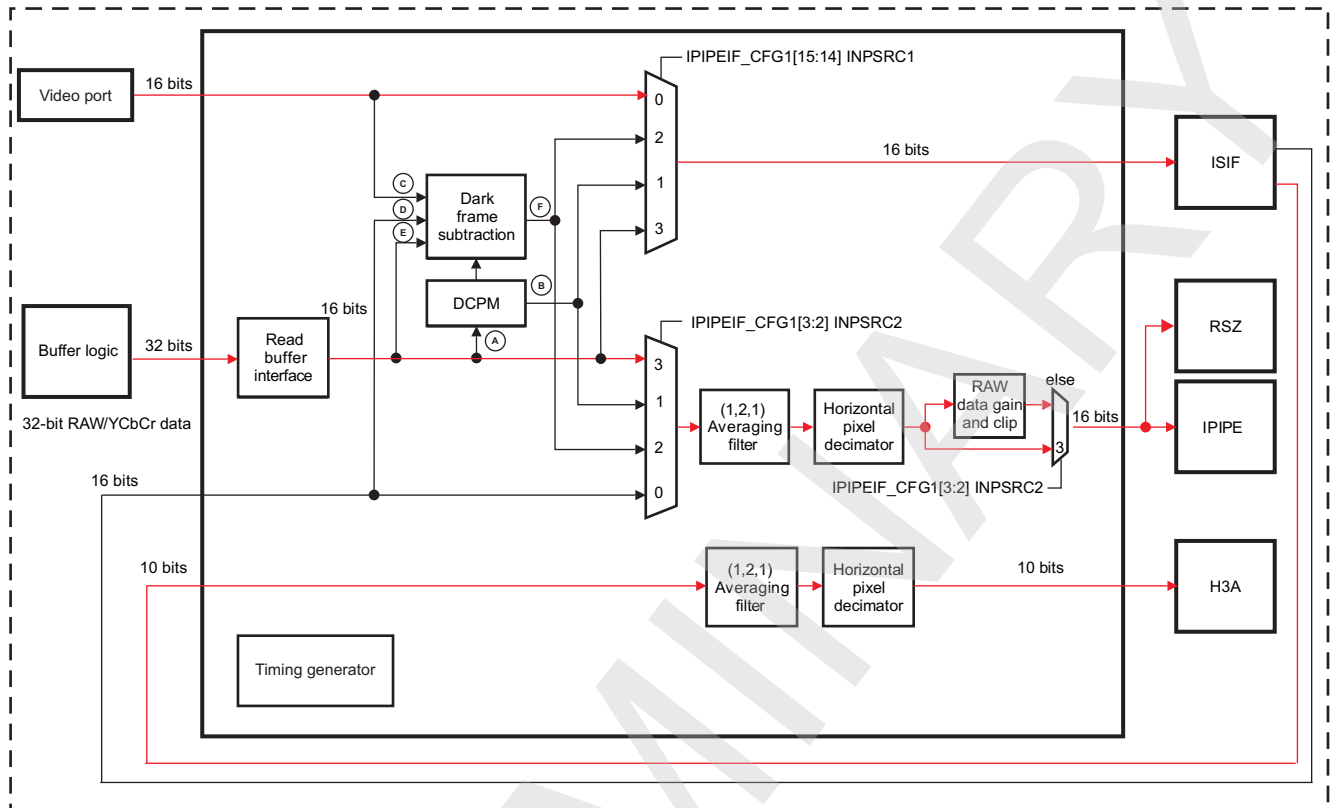 IPIPEIF_CFG1[15:14] INPSRC1
Video port
16 bits
0
2
1
3
16 bits
ISIF
C
D
E
Dark
frame
subtraction
F
DCPM
B
A
16 bits
Buffer logic
32 bits
Read
buffer
interface
32-bit RAW/YCbCr data
IPIPEIF_CFG1[3:2] INPSRC2
3
1
2
0
(1,2,1)
Averaging
filter
Horizontal
pixel
decimator
RAW
data gain
and clip
else
3
16 bits
IPIPEIF_CFG1[3:2] INPSRC2
RSZ
IPIPE
16 bits
10 bits
(1,2,1)
Averaging
filter
Horizontal
pixel
decimator
10 bits
H3A
Timing generator
MINARY